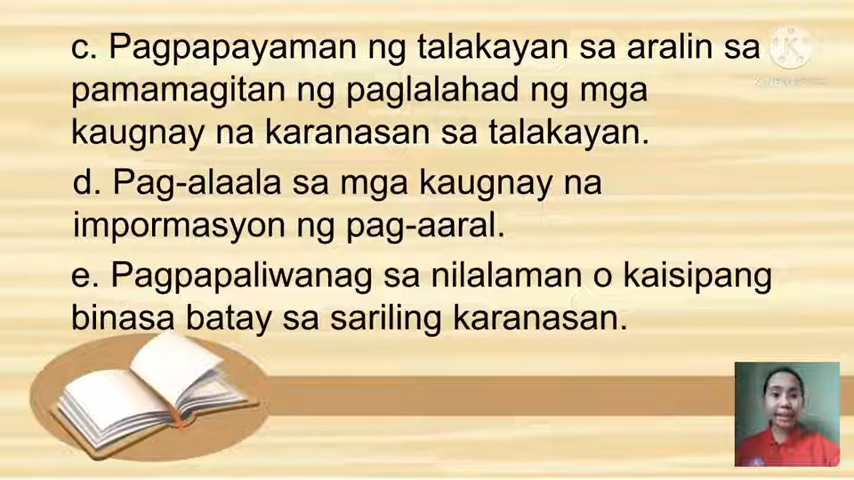 c. Pagpapayaman ng talakayan sa aralin sa
pamamagitan ng paglalahad ng mga
kaugnay na karanasan sa talakayan.
d. Pag-alaala sa mga kaugnay na
impormasyon ng pag-aaral.
e. Pagpapaliwanag sa nilalaman o kaisipang
binasa batay sa sariling karanasan.